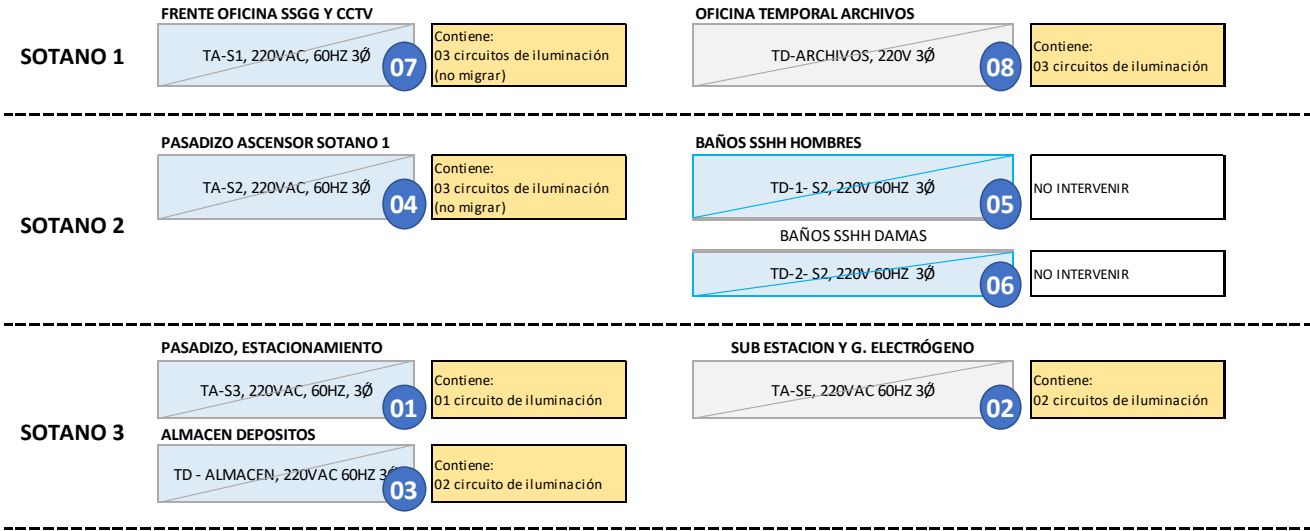 FRENTE OFICINA SSGG Y CCTV
OFICINA TEMPORAL ARCHIVOS
SOTANO 1
TA-S1, 220VAC, 60HZ 3Ø
07
Contiene:
03 circuitos de iluminación
(no migrar)
TD-ARCHIVOS, 220V 3Ø
08
Contiene:
03 circuitos de iluminación
PASADIZO ASCENSOR SOTANO 1
BAÑOS SSHH HOMBRES
SOTANO 2
TA-S2, 220VAC, 60HZ 3Ø
04
Contiene:
03 circuitos de iluminación
(no migrar)
TD-1- S2, 220V 60HZ 3Ø
05
NO INTERVENIR
BAÑOS SSHH DAMAS
TD-2- S2, 220V 60HZ 3Ø
06
NO INTERVENIR
PASADIZO, ESTACIONAMIENTO
SUB ESTACION Y G. ELECTRÓGENO
SOTANO 3
TA-S3, 220VAC, 60HZ, 3Ø
01
Contiene:
01 circuito de iluminación
TA-SE, 220VAC 60HZ 3Ø
02
Contiene:
02 circuitos de iluminación
ALMACEN DEPOSITOS
TD - ALMACEN, 220VAC 60HZ 3Ø
03
Contiene:
02 circuito de iluminación